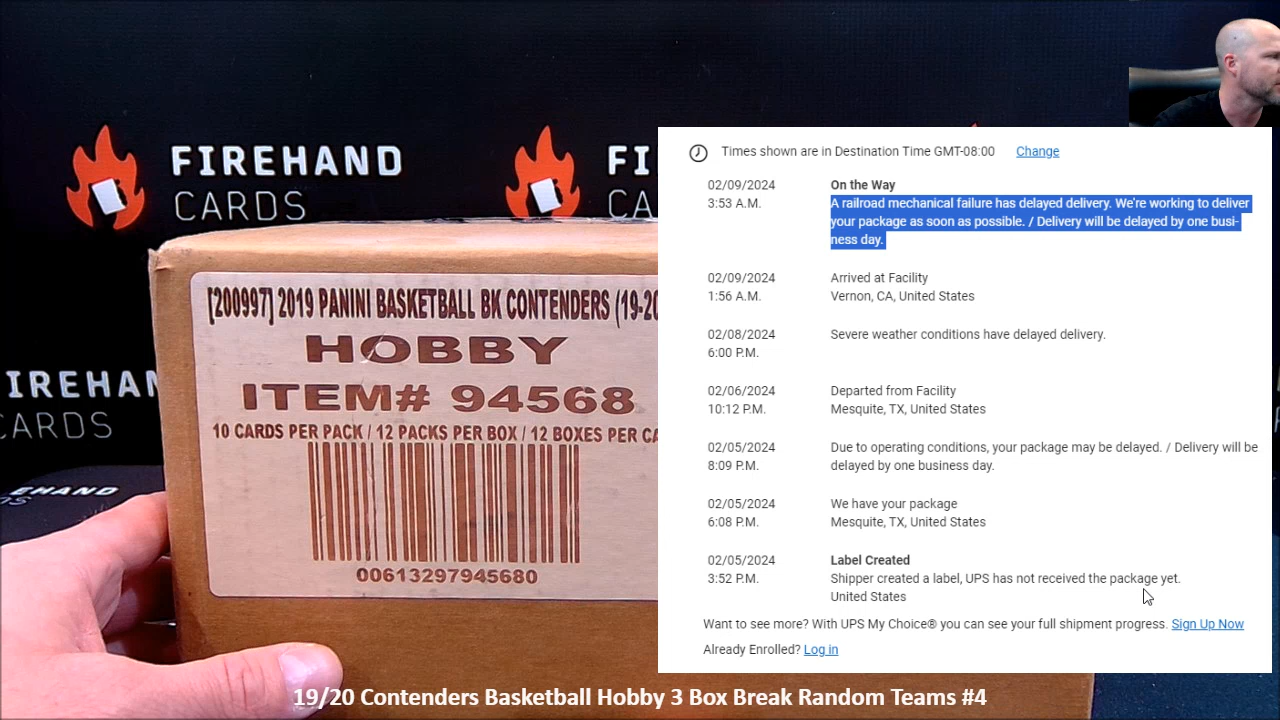 FIREHAND
CARDS
FI
CA
IREHAN
CARDS
EHAND
[200997] 2019 PANINI BASKETBALL BK CONTENDERS (19-20
HOBBY
ITEM# 94568
10 CARDS PER PACK / 12 PACKS PER BOX / 12 BOXES PER CA
00613297945680
Times shown are in Destination Time GMT-08:00 Change
02/09/2024 On the Way
3:53 A.M. A railroad mechanical failure has delayed delivery. We're working to deliver
your package as soon as possible. / Delivery will be delayed by one busi-
ness day.
02/09/2024 Arrived at Facility
1:56 A.M. Vernon, CA, United States
02/08/2024 Severe weather conditions have delayed delivery.
6:00 P.M.
02/06/2024 Departed from Facility
10:12 P.M. Mesquite, TX, United States
02/05/2024 Due to operating conditions, your package may be delayed. / Delivery will be
8:09 P.M. delayed by one business day.
02/05/2024 We have your package
6:08 P.M. Mesquite, TX, United States
02/05/2024 Label Created
3:52 P.M. Shipper created a label, UPS has not received the package yet.
United States
Want to see more? With UPS My Choice® you can see your full shipment progress. Sign Up Now
Already Enrolled? Log in
19/20 Contenders Basketball Hobby 3 Box Break Random Teams #4